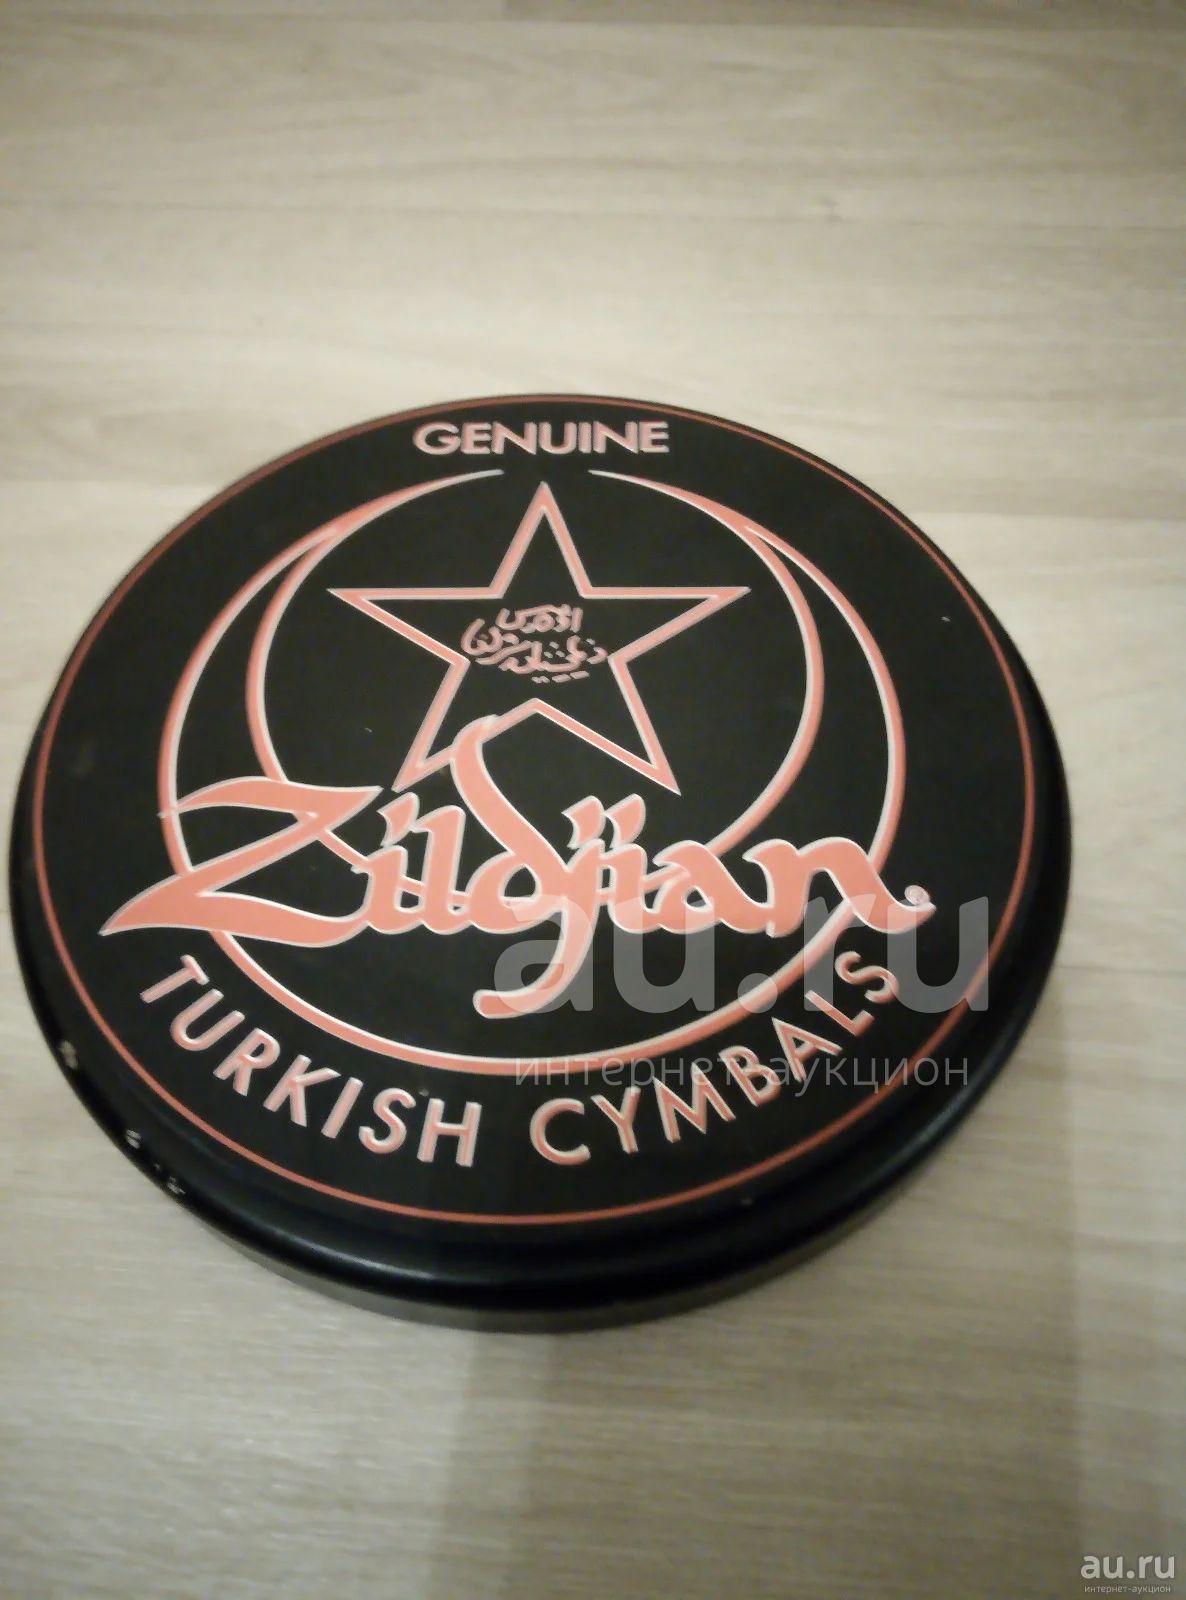 GENUINE
Zildjian®
TURKISH CYMBALS
au.ru
интернет-аукцион
au.ru
интернет-аукцион